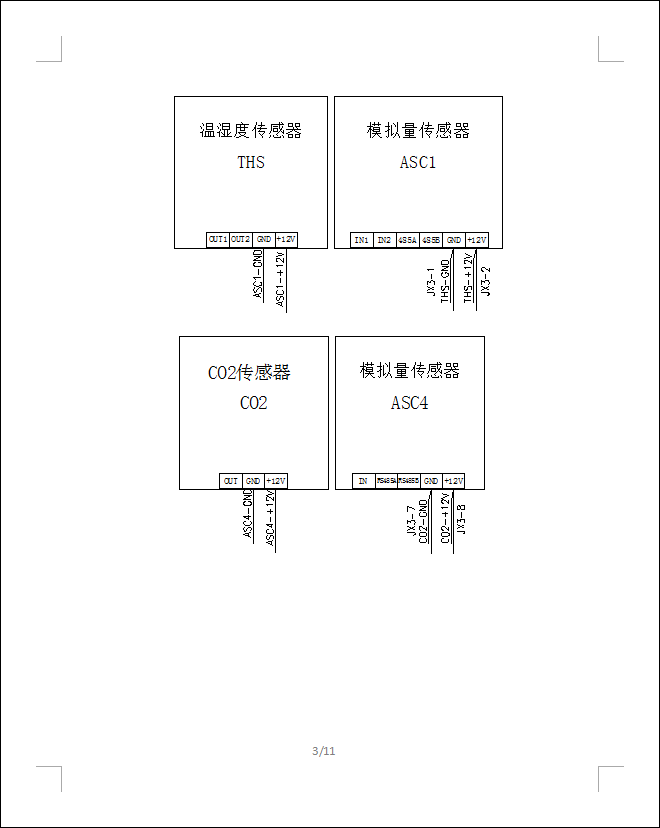 温湿度传感器
THS
OUT1 OUT2 GND +12V
ASC1-GND
ASC1-+12V
模拟量传感器
ASC1
IN1 IN2 485A 485B GND +12V
JX3-1
THS-GND
THS-+12V
JX3-2
CO2传感器
CO2
OUT GND +12V
ASC4-GND
ASC4-+12V
模拟量传感器
ASC4
IN RS485A RS485B GND +12V
JX3-7
CO2-GND
CO2-+12V
JX3-8
3/11